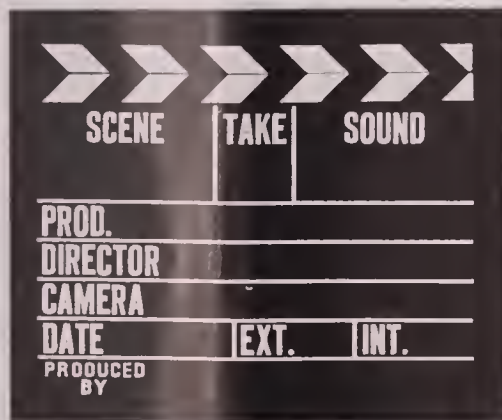 SCENE TAKE SOUND
PROD.
DIRECTOR
CAMERA
DATE EXT. INT.
PRODUCED
BY